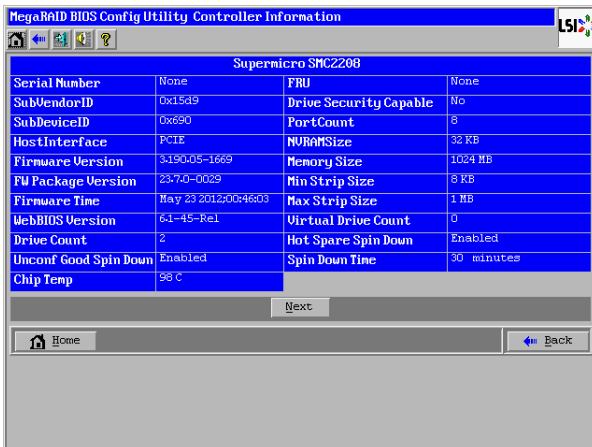 MegaRAID BIOS Config Utility Controller Information
LSI
Supermicro SMC2208
Serial Number None FRU None
SubVendorID 0x15d9 Drive Security Capable No
SubDeviceID 0x690 PortCount 8
HostInterface PCIE NVRAMSize 32 KB
Firmware Version 3.190.05-1669 Memory Size 1024 MB
FW Package Version 23.7.0-0029 Min Strip Size 8 KB
Firmware Time May 23 2012;00:46:03 Max Strip Size 1 MB
WebBIOS Version 6.1-45-Rel Virtual Drive Count 0
Drive Count 2 Hot Spare Spin Down Enabled
Unconf Good Spin Down Enabled Spin Down Time 30 minutes
Chip Temp 98 C
Next
Home Back